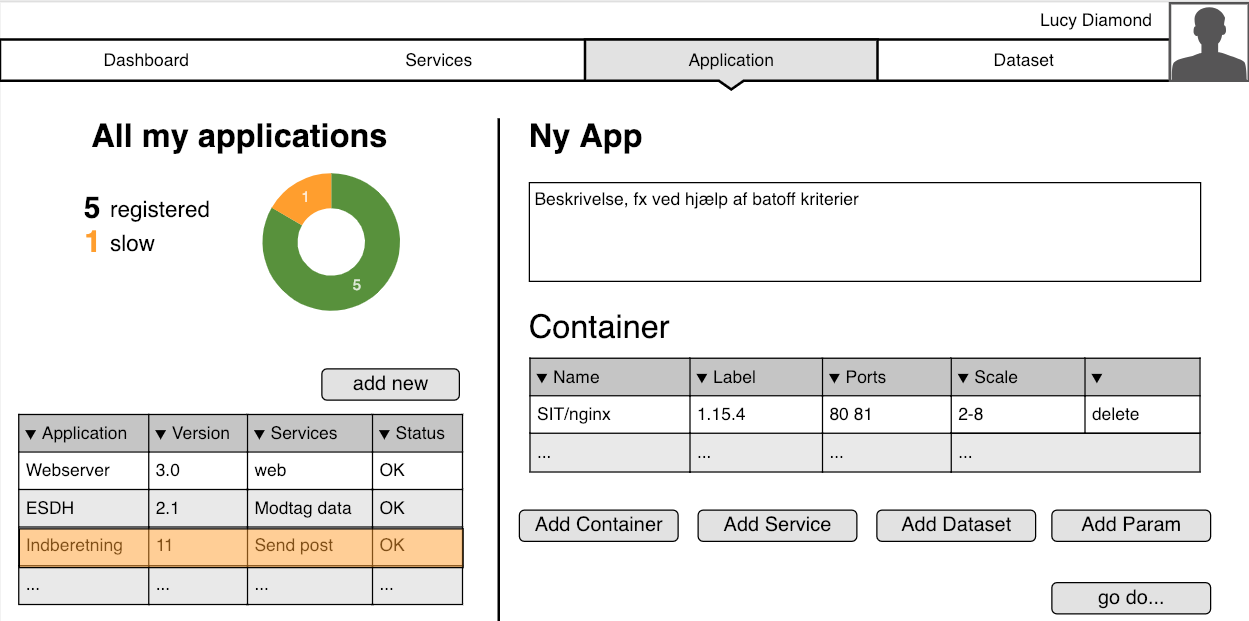 Lucy Diamond
Dashboard Services Application Dataset
All my applications
5 registered
1 slow
1
5
add new
▼ Application ▼ Version ▼ Services ▼ Status
Webserver 3.0 web OK
ESDH 2.1 Modtag data OK
Indberetning 11 Send post OK
... ... ... ...
Ny App
Beskrivelse, fx ved hjælp af batoff kriterier
Container
▼ Name ▼ Label ▼ Ports ▼ Scale ▼
SIT/nginx 1.15.4 80 81 2-8 delete
... ... ... ...
Add Container Add Service Add Dataset Add Param
go do...